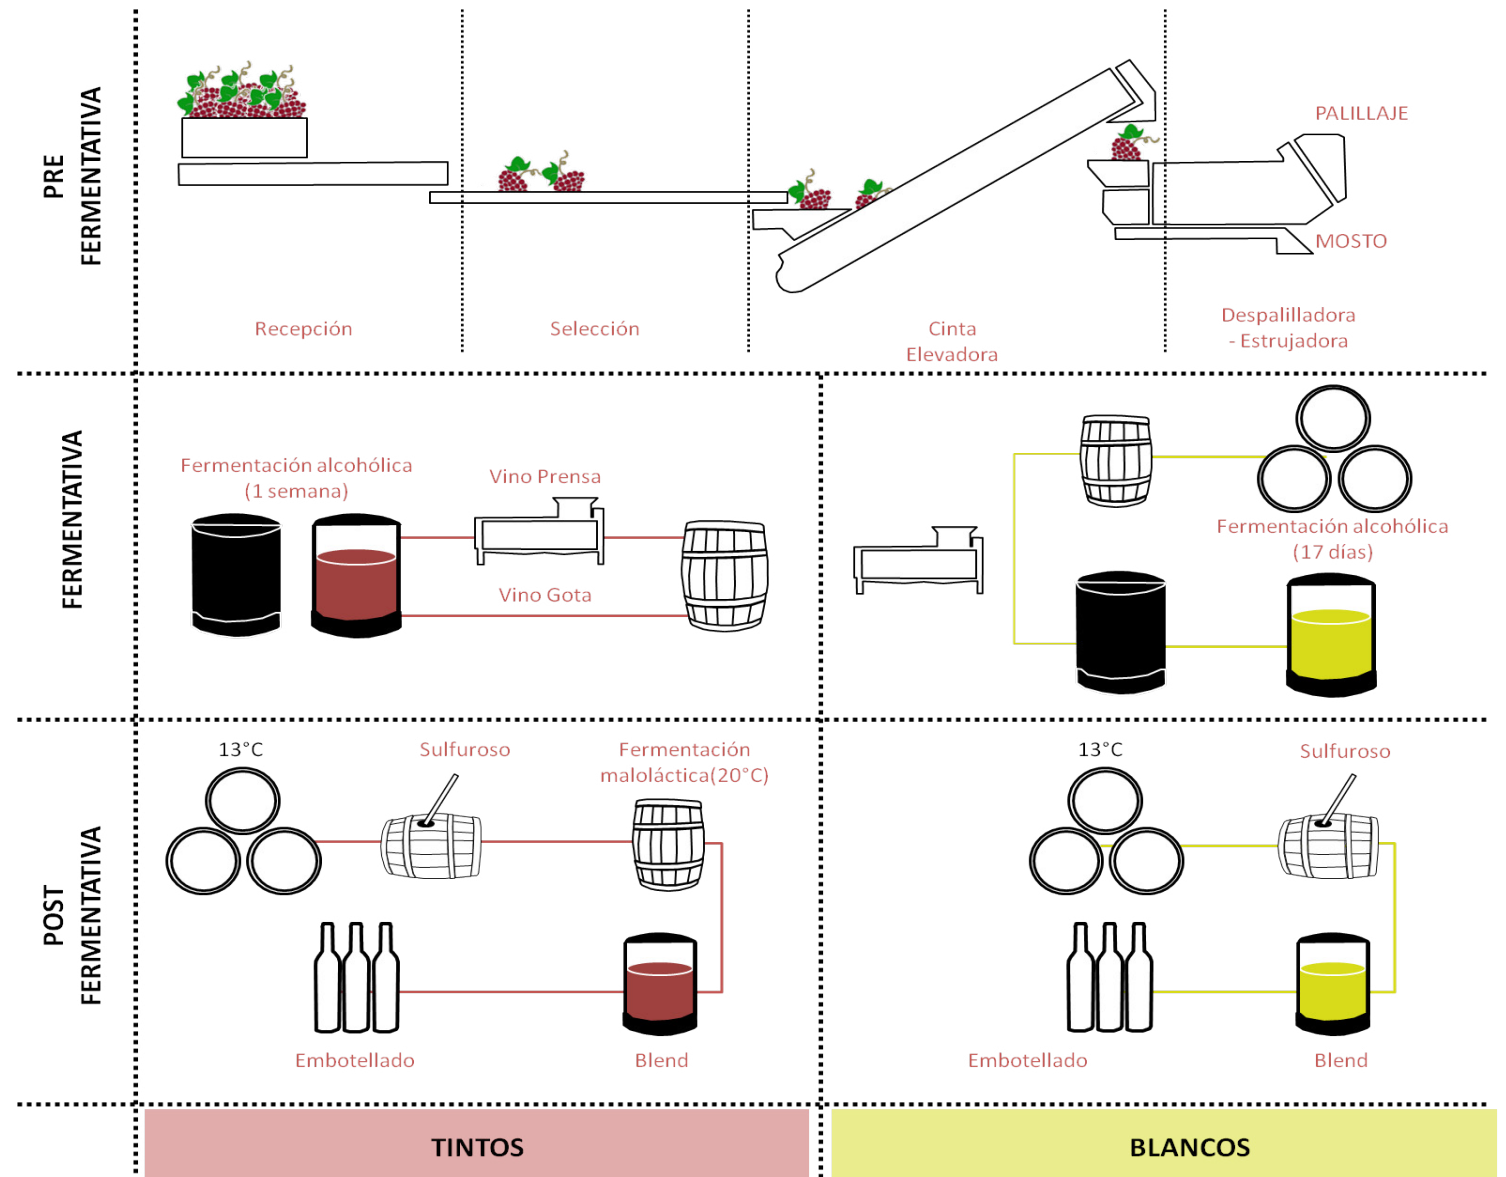 PRE
FERMENTATIVA
PALILLAJE
MOSTO
Recepción
Selección
Cinta
Elevadora
Despalilladora
- Estrujadora
FERMENTATIVA
Fermentación alcohólica
(1 semana)
Vino Prensa
Vino Gota
Fermentación alcohólica
(17 días)
POST
FERMENTATIVA
13°C
Sulfuroso
Fermentación
maloláctica(20°C)
Embotellado
Blend
13°C
Sulfuroso
Embotellado
Blend
TINTOS
BLANCOS